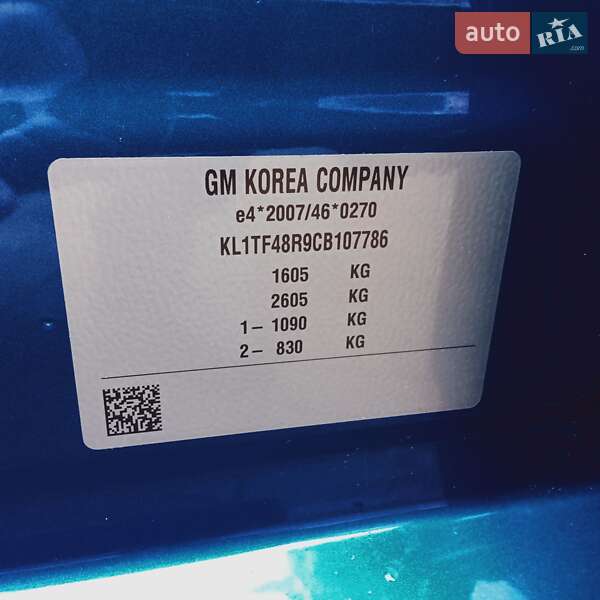 auto RIA.com
GM KOREA COMPANY
e4*2007/46*0270
KL1TF48R9CB107786
1605 KG
2605 KG
1– 1090 KG
2– 830 KG